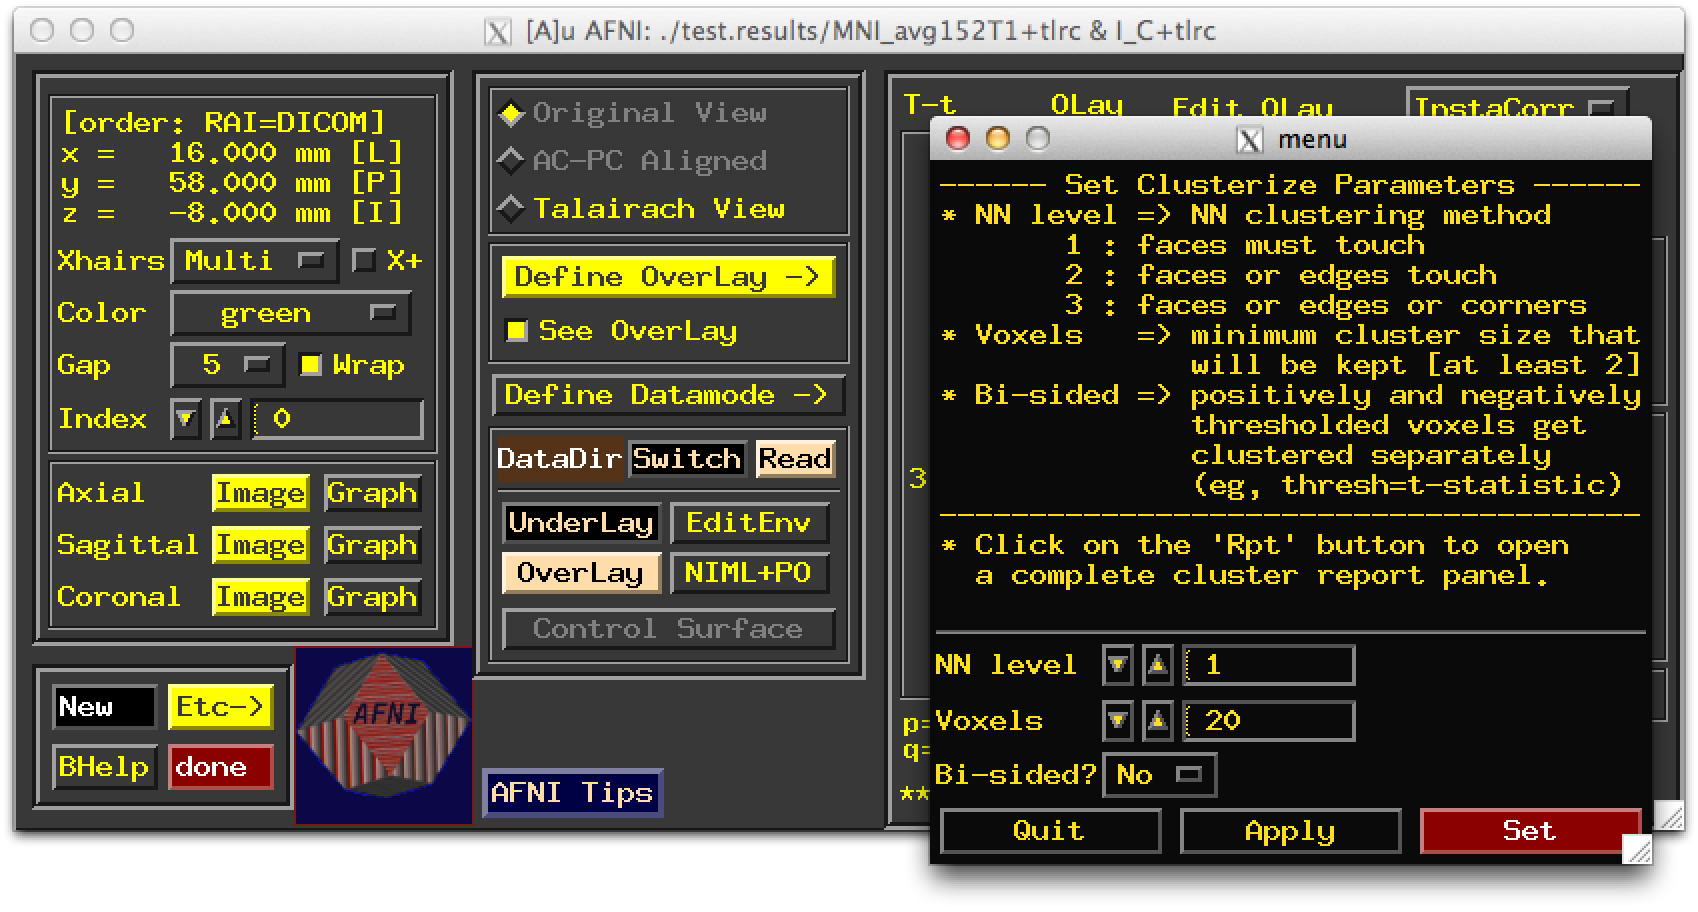 [A]u AFNI: ./test.results/MNI_avg152T1+tlrc & I_C+tlrc
[order: RAI=DICOM]
x = 16.000 mm [L]
y = 58.000 mm [P]
z = -8.000 mm [I]
Xhairs Multi X+
Color green
Gap 5 Wrap
Index 0
Axial Image Graph
Sagittal Image Graph
Coronal Image Graph
New Etc->
BHelp done
AFNI
Original View
AC-PC Aligned
Talairach View
Define OverLay ->
See OverLay
Define Datamode ->
DataDir Switch Read
UnderLay EditEnv
OverLay NIML+PO
Control Surface
AFNI Tips
T-t OLay Edit OLay InstaCorr
3
p=
q=
**
menu
------ Set Clusterize Parameters ------
* NN level => NN clustering method
1 : faces must touch
2 : faces or edges touch
3 : faces or edges or corners
* Voxels => minimum cluster size that
will be kept [at least 2]
* Bi-sided => positively and negatively
thresholded voxels get
clustered separately
(eg, thresh=t-statistic)
---------------------------------------
* Click on the 'Rpt' button to open
a complete cluster report panel.
NN level 1
Voxels 20
Bi-sided? No
Quit Apply Set